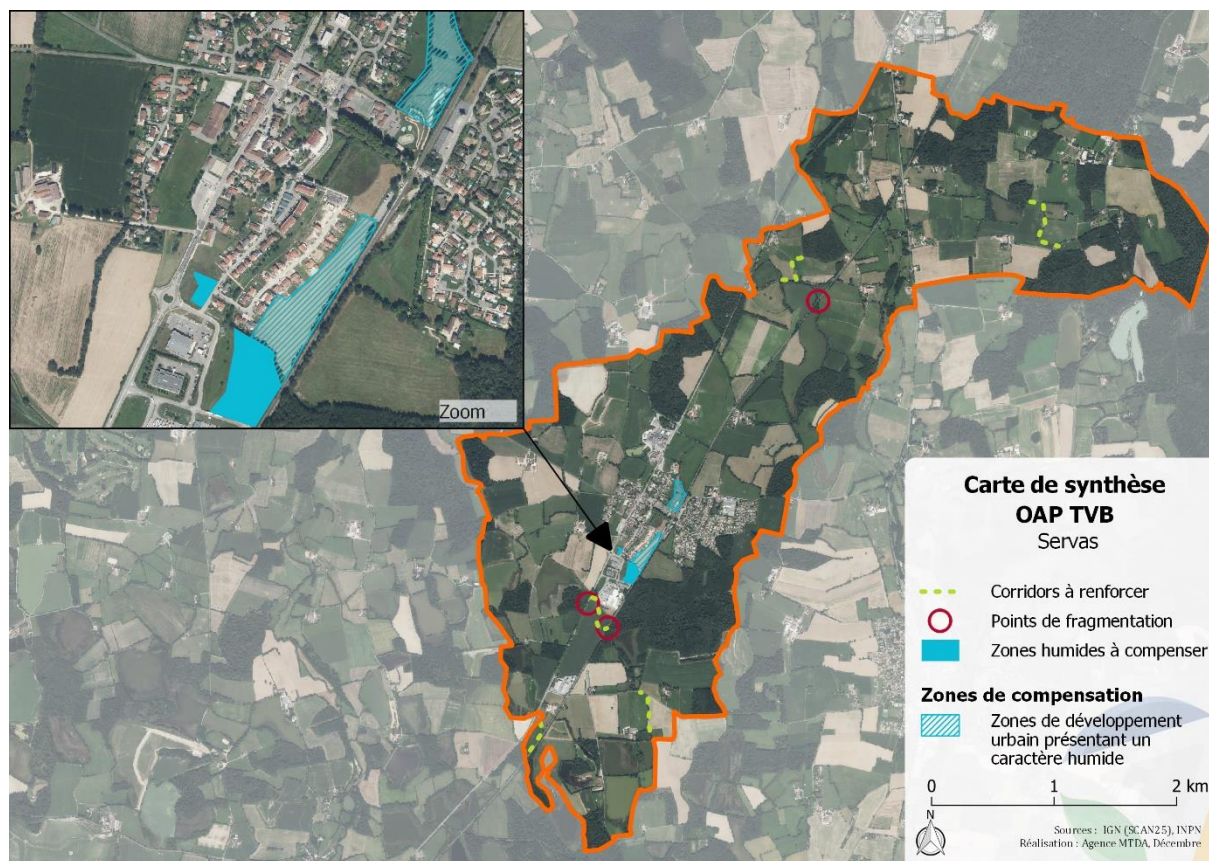 Zoom
Carte de synthèse
OAP TVB
Servas
Corridors à renforcer
Points de fragmentation
Zones humides à compenser
Zones de compensation
Zones de développement
urbain présentant un
caractère humide
0 1 2 km
N
Sources : IGN (SCAN25), INPN
Réalisation : Agence MTDA, Décembre